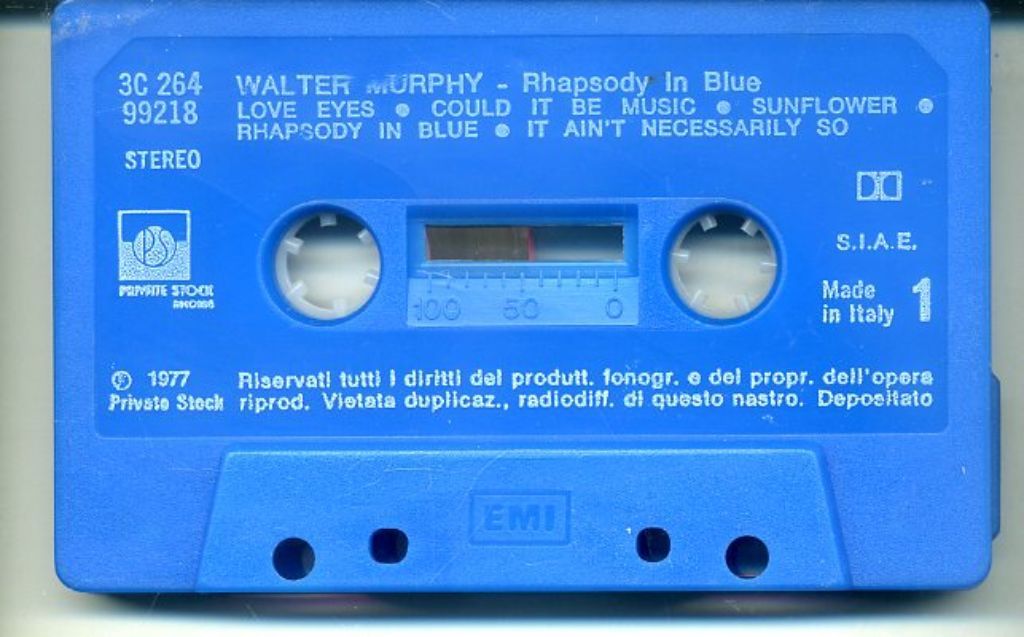 3C 264
99218
WALTER MURPHY - Rhapsody In Blue
LOVE EYES ● COULD IT BE MUSIC ● SUNFLOWER ●
RHAPSODY IN BLUE ● IT AIN'T NECESSARILY SO
STEREO
S.I.A.E.
PS
PRIVATE STOCK
RECORDS
Made
in Italy
1
100 50 0
Ⓟ 1977
Private Stock
Riservati tutti i diritti del produtt. fonogr. e del propr. dell'opera
riprod. Vietata duplicaz., radiodiff. di questo nastro. Depositato
EMI